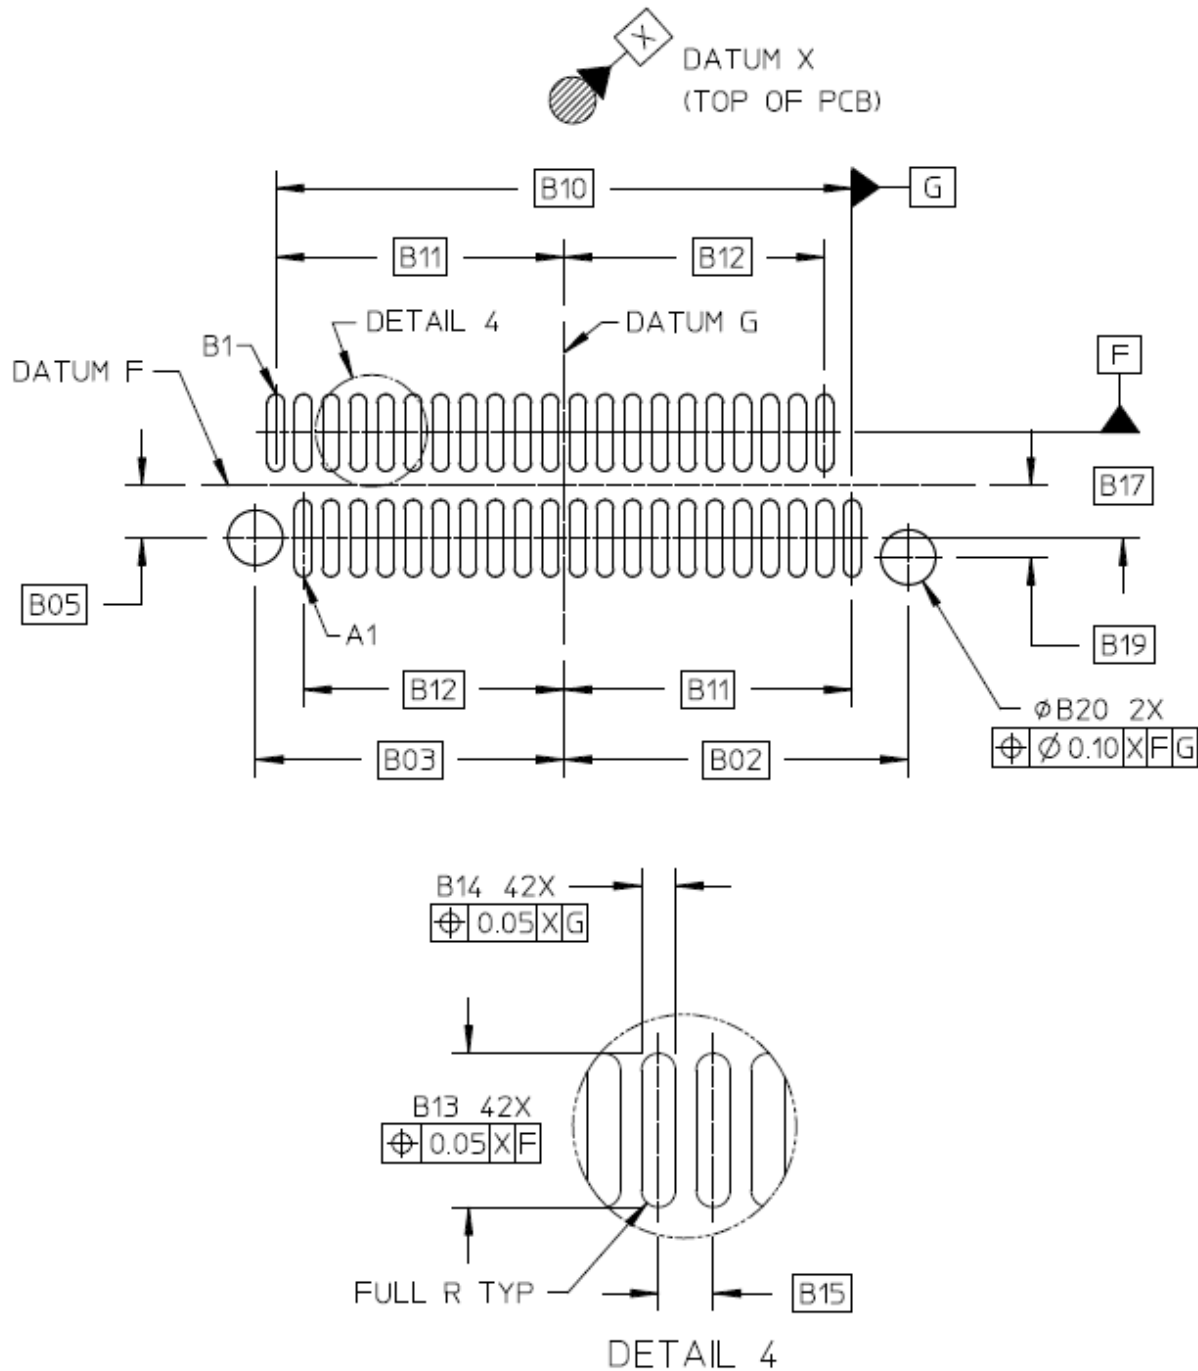 X
DATUM X
(TOP OF PCB)
B10
G
B11
B12
DETAIL 4
DATUM G
B1
F
DATUM F
B17
B05
A1
B19
B12
B11
⌀B20 2X
B03
B02
⌖ ⌀0.10 X F G
B14 42X
⌖ 0.05 X G
B13 42X
⌖ 0.05 X F
FULL R TYP
B15
DETAIL 4